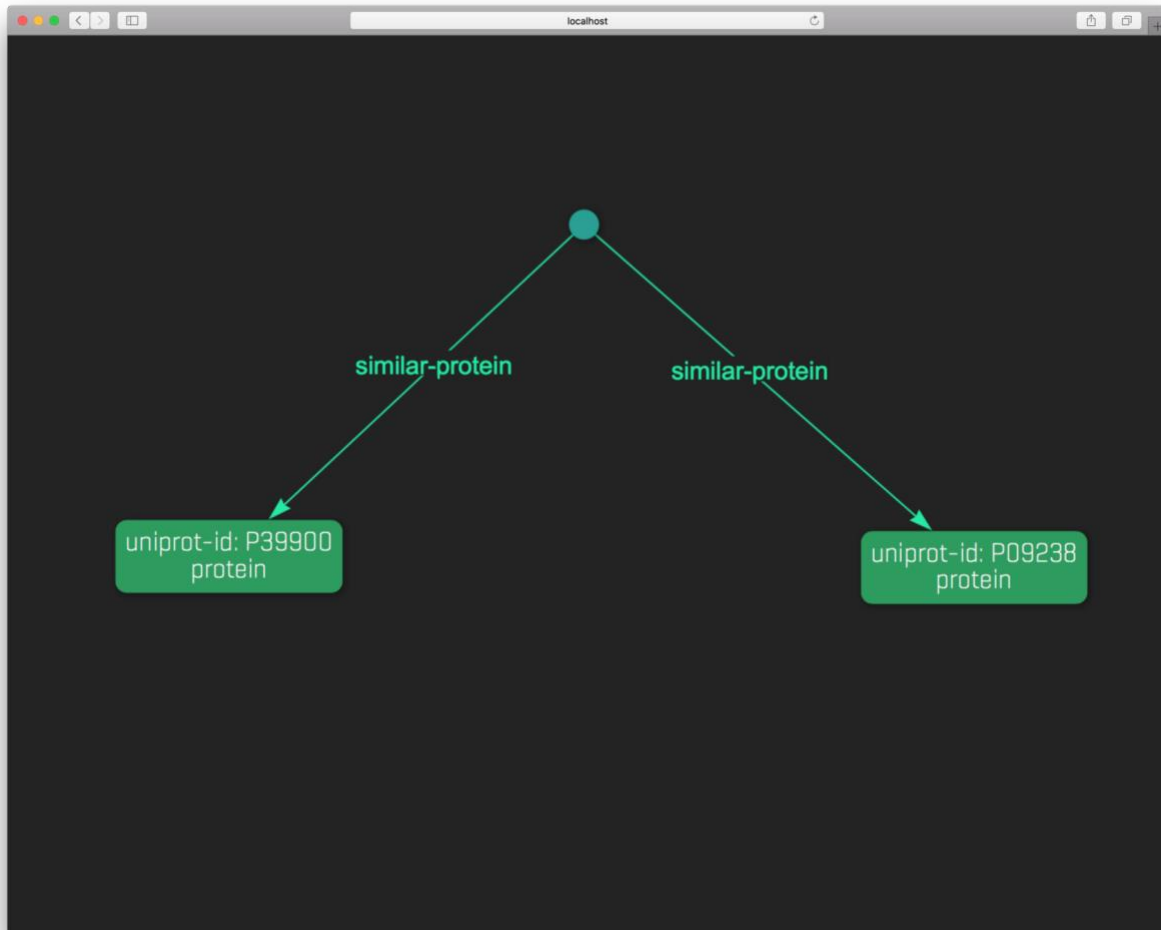 localhost
similar-protein
similar-protein
uniprot-id: P39900
protein
uniprot-id: P09238
protein